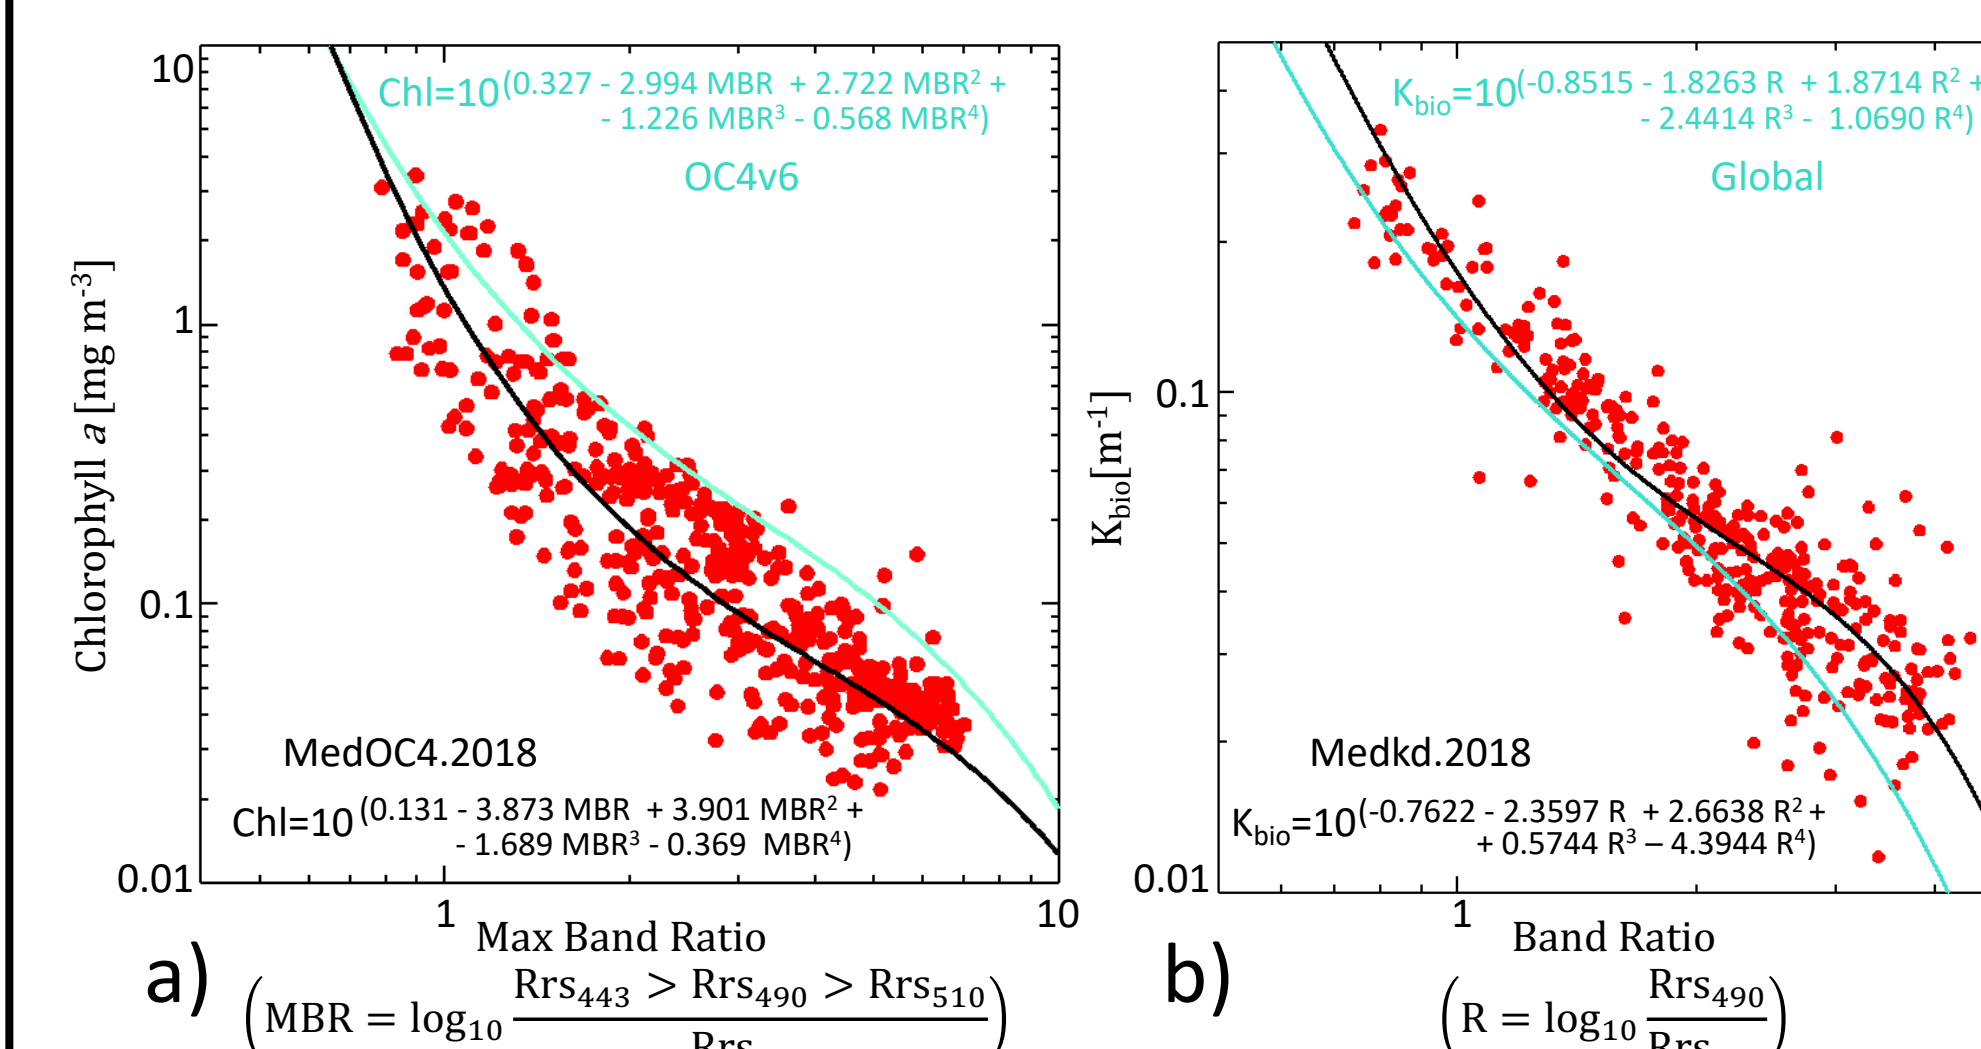 10
1
0.1
0.01
Chlorophyll a [mg m-3]
Chl=10(0.327 - 2.994 MBR + 2.722 MBR2 +
- 1.226 MBR3 - 0.568 MBR4)
OC4v6
MedOC4.2018
Chl=10(0.131 - 3.873 MBR + 3.901 MBR2 +
- 1.689 MBR3 - 0.369 MBR4)
1 10
Max Band Ratio
a)
(MBR = log10 Rrs443 > Rrs490 > Rrs510)
Rrs
0.1
0.01
Kbio[m-1]
Kbio=10(-0.8515 - 1.8263 R + 1.8714 R2 +
- 2.4414 R3 - 1.0690 R4)
Global
Medkd.2018
Kbio=10(-0.7622 - 2.3597 R + 2.6638 R2 +
+ 0.5744 R3 – 4.3944 R4)
1
Band Ratio
b)
(R = log10 Rrs490)
Rrs